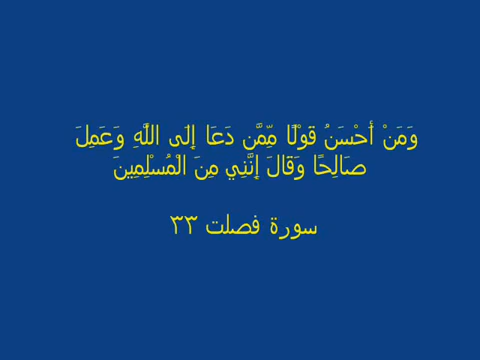 وَمَنْ أَحْسَنُ قَوْلًا مِّمَّن دَعَا إِلَى اللَّهِ وَعَمِلَ
صَالِحًا وَقَالَ إِنَّنِي مِنَ الْمُسْلِمِينَ
سورة فصلت ٣٣